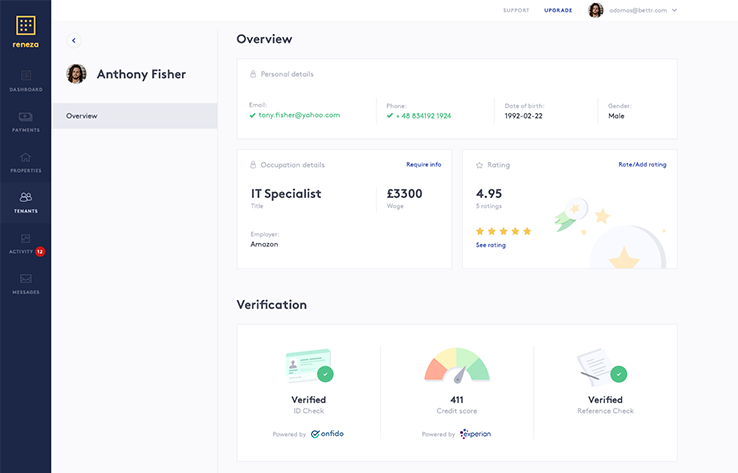 SUPPORT
UPGRADE
adomas@bettr.com
reneza
DASHBOARD
PAYMENTS
PROPERTIES
TENANTS
ACTIVITY 12
MESSAGES
Anthony Fisher
Overview
Overview
Personal details
Email:
tony.fisher@yahoo.com
Phone:
+ 48 834192 1924
Date of birth:
1992-02-22
Gender:
Male
Occupation details
Require info
IT Specialist
Title
£3300
Wage
Employer:
Amazon
Rating
Rate/Add rating
4.95
5 ratings
See rating
Verification
Verified
ID Check
Powered by onfido
411
Credit score
Powered by experian
Verified
Reference Check